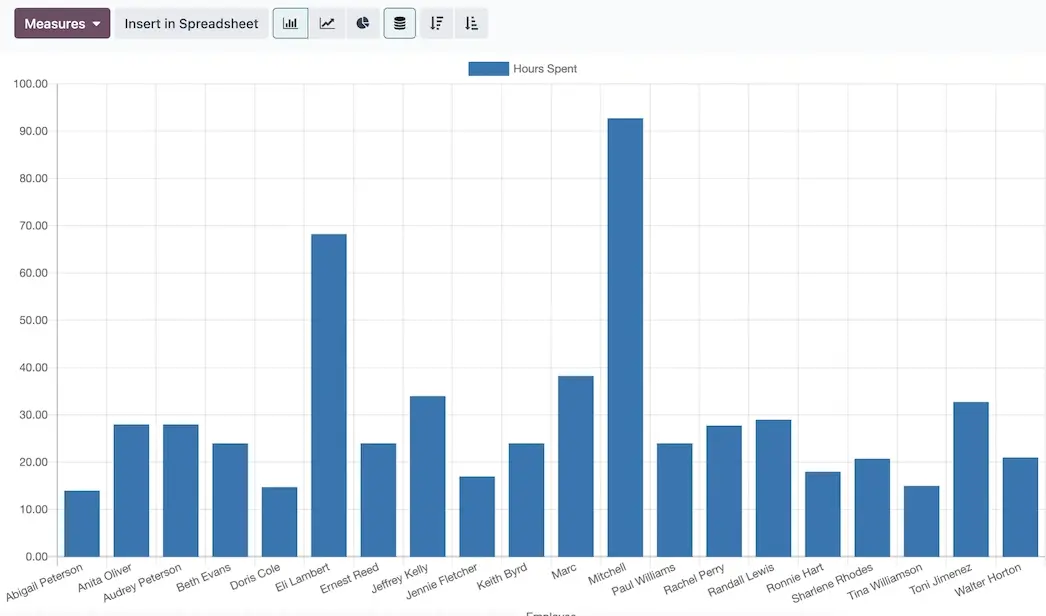 Measures Insert in Spreadsheet
Hours Spent
100.00
90.00
80.00
70.00
60.00
50.00
40.00
30.00
20.00
10.00
0.00
Abigail Peterson
Anita Oliver
Audrey Peterson
Beth Evans
Doris Cole
Eli Lambert
Ernest Reed
Jeffrey Kelly
Jennie Fletcher
Keith Byrd
Marc
Mitchell
Paul Williams
Rachel Perry
Randall Lewis
Ronnie Hart
Sharlene Rhodes
Tina Williamson
Toni Jimenez
Walter Horton